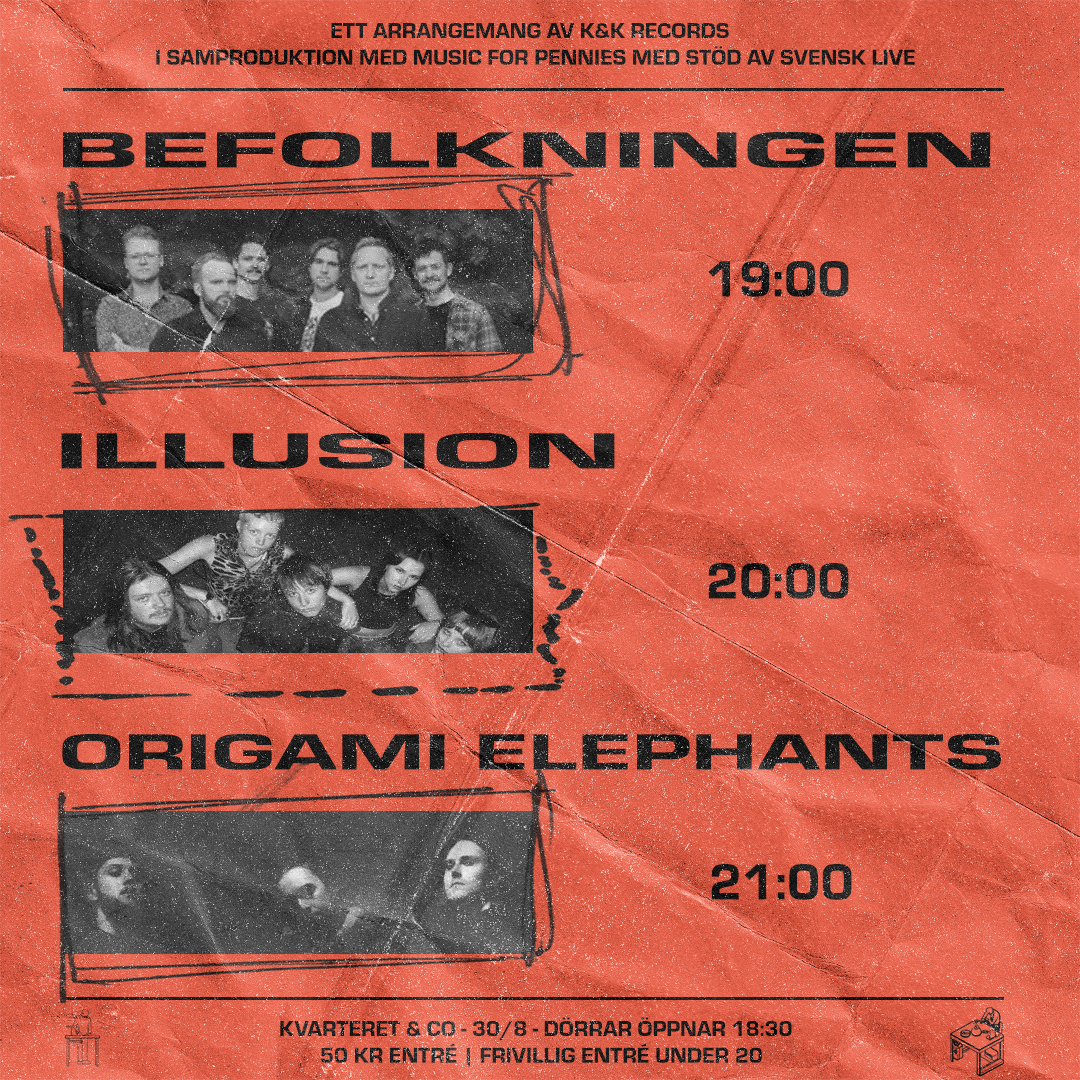 ETT ARRANGEMANG AV K&K RECORDS
I SAMPRODUKTION MED MUSIC FOR PENNIES MED STÖD AV SVENSK LIVE
BEFOLKNINGEN
19:00
ILLUSION
20:00
ORIGAMI ELEPHANTS
21:00
KVARTERET & CO - 30/8 - DÖRRAR ÖPPNAR 18:30
50 KR ENTRÉ | FRIVILLIG ENTRÉ UNDER 20